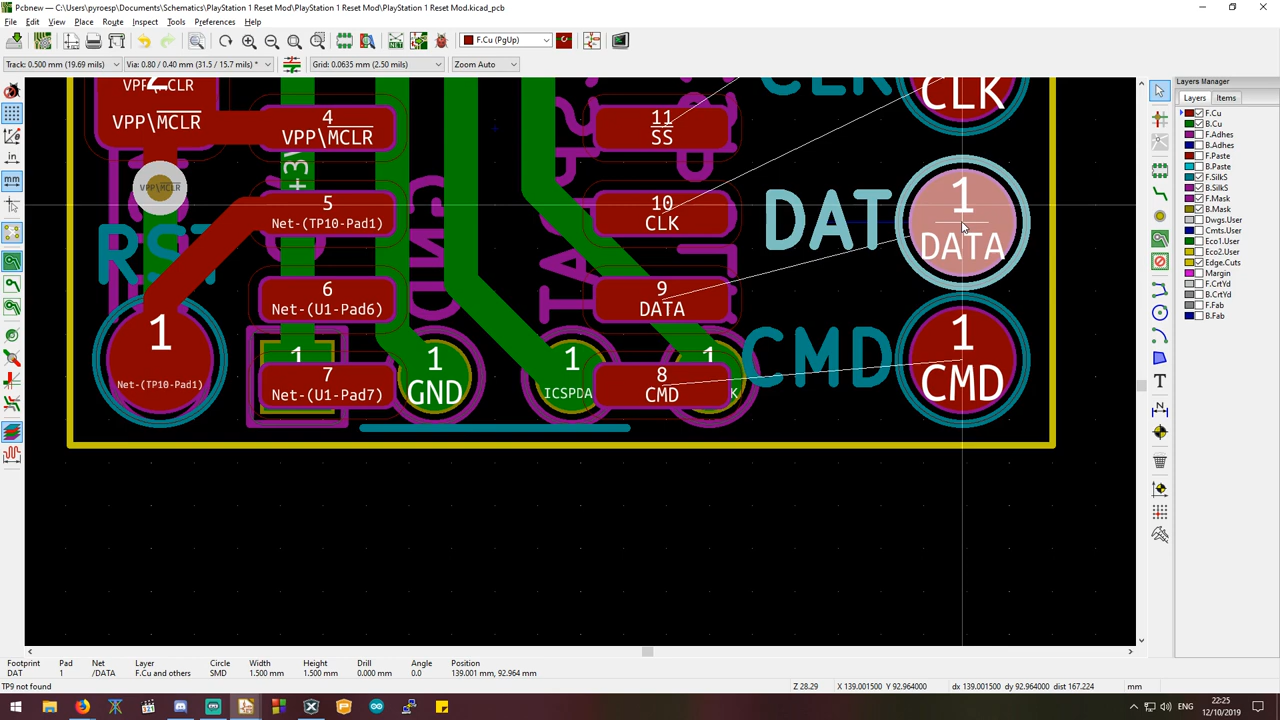 Pcbnew — C:\Users\pyroesp\Documents\Schematics\PlayStation 1 Reset Mod\PlayStation 1 Reset Mod\PlayStation 1 Reset Mod.kicad_pcb
File Edit View Place Route Inspect Tools Preferences Help
F.Cu (PgUp)
Track: 0.500 mm (19.69 mils) Via: 0.80 / 0.40 mm (31.5 / 15.7 mils) * Grid: 0.0635 mm (2.50 mils) Zoom Auto
Layers Manager
Layers Items
F.Cu
B.Cu
F.Adhes
B.Adhes
F.Paste
B.Paste
F.SilkS
B.SilkS
F.Mask
B.Mask
Dwgs.User
Cmts.User
Eco1.User
Eco2.User
Edge.Cuts
Margin
F.CrtYd
B.CrtYd
F.Fab
B.Fab
in
mm
VPP\MCLR
VPP\MCLR
4
VPP\MCLR
VPP\MCLR
+3V
5
Net-(TP10-Pad1)
RST
6
Net-(U1-Pad6)
1
Net-(TP10-Pad1)
1
7
Net-(U1-Pad7)
1
GND
GND
1
ICSPDA
11
SS
10
CLK
9
DATA
8
CMD
1
K
CLK
CLK
DAT
1
DATA
CMD
1
CMD
Footprint Pad Net Layer Circle Width Height Drill Angle Position
DAT 1 /DATA F.Cu and others SMD 1.500 mm 1.500 mm 0.000 mm 0.0 139.001 mm, 92.964 mm
TP9 not found Z 28.29 X 139.001500 Y 92.964000 dx 139.001500 dy 92.964000 dist 167.224 mm
ENG 22:25
12/10/2019